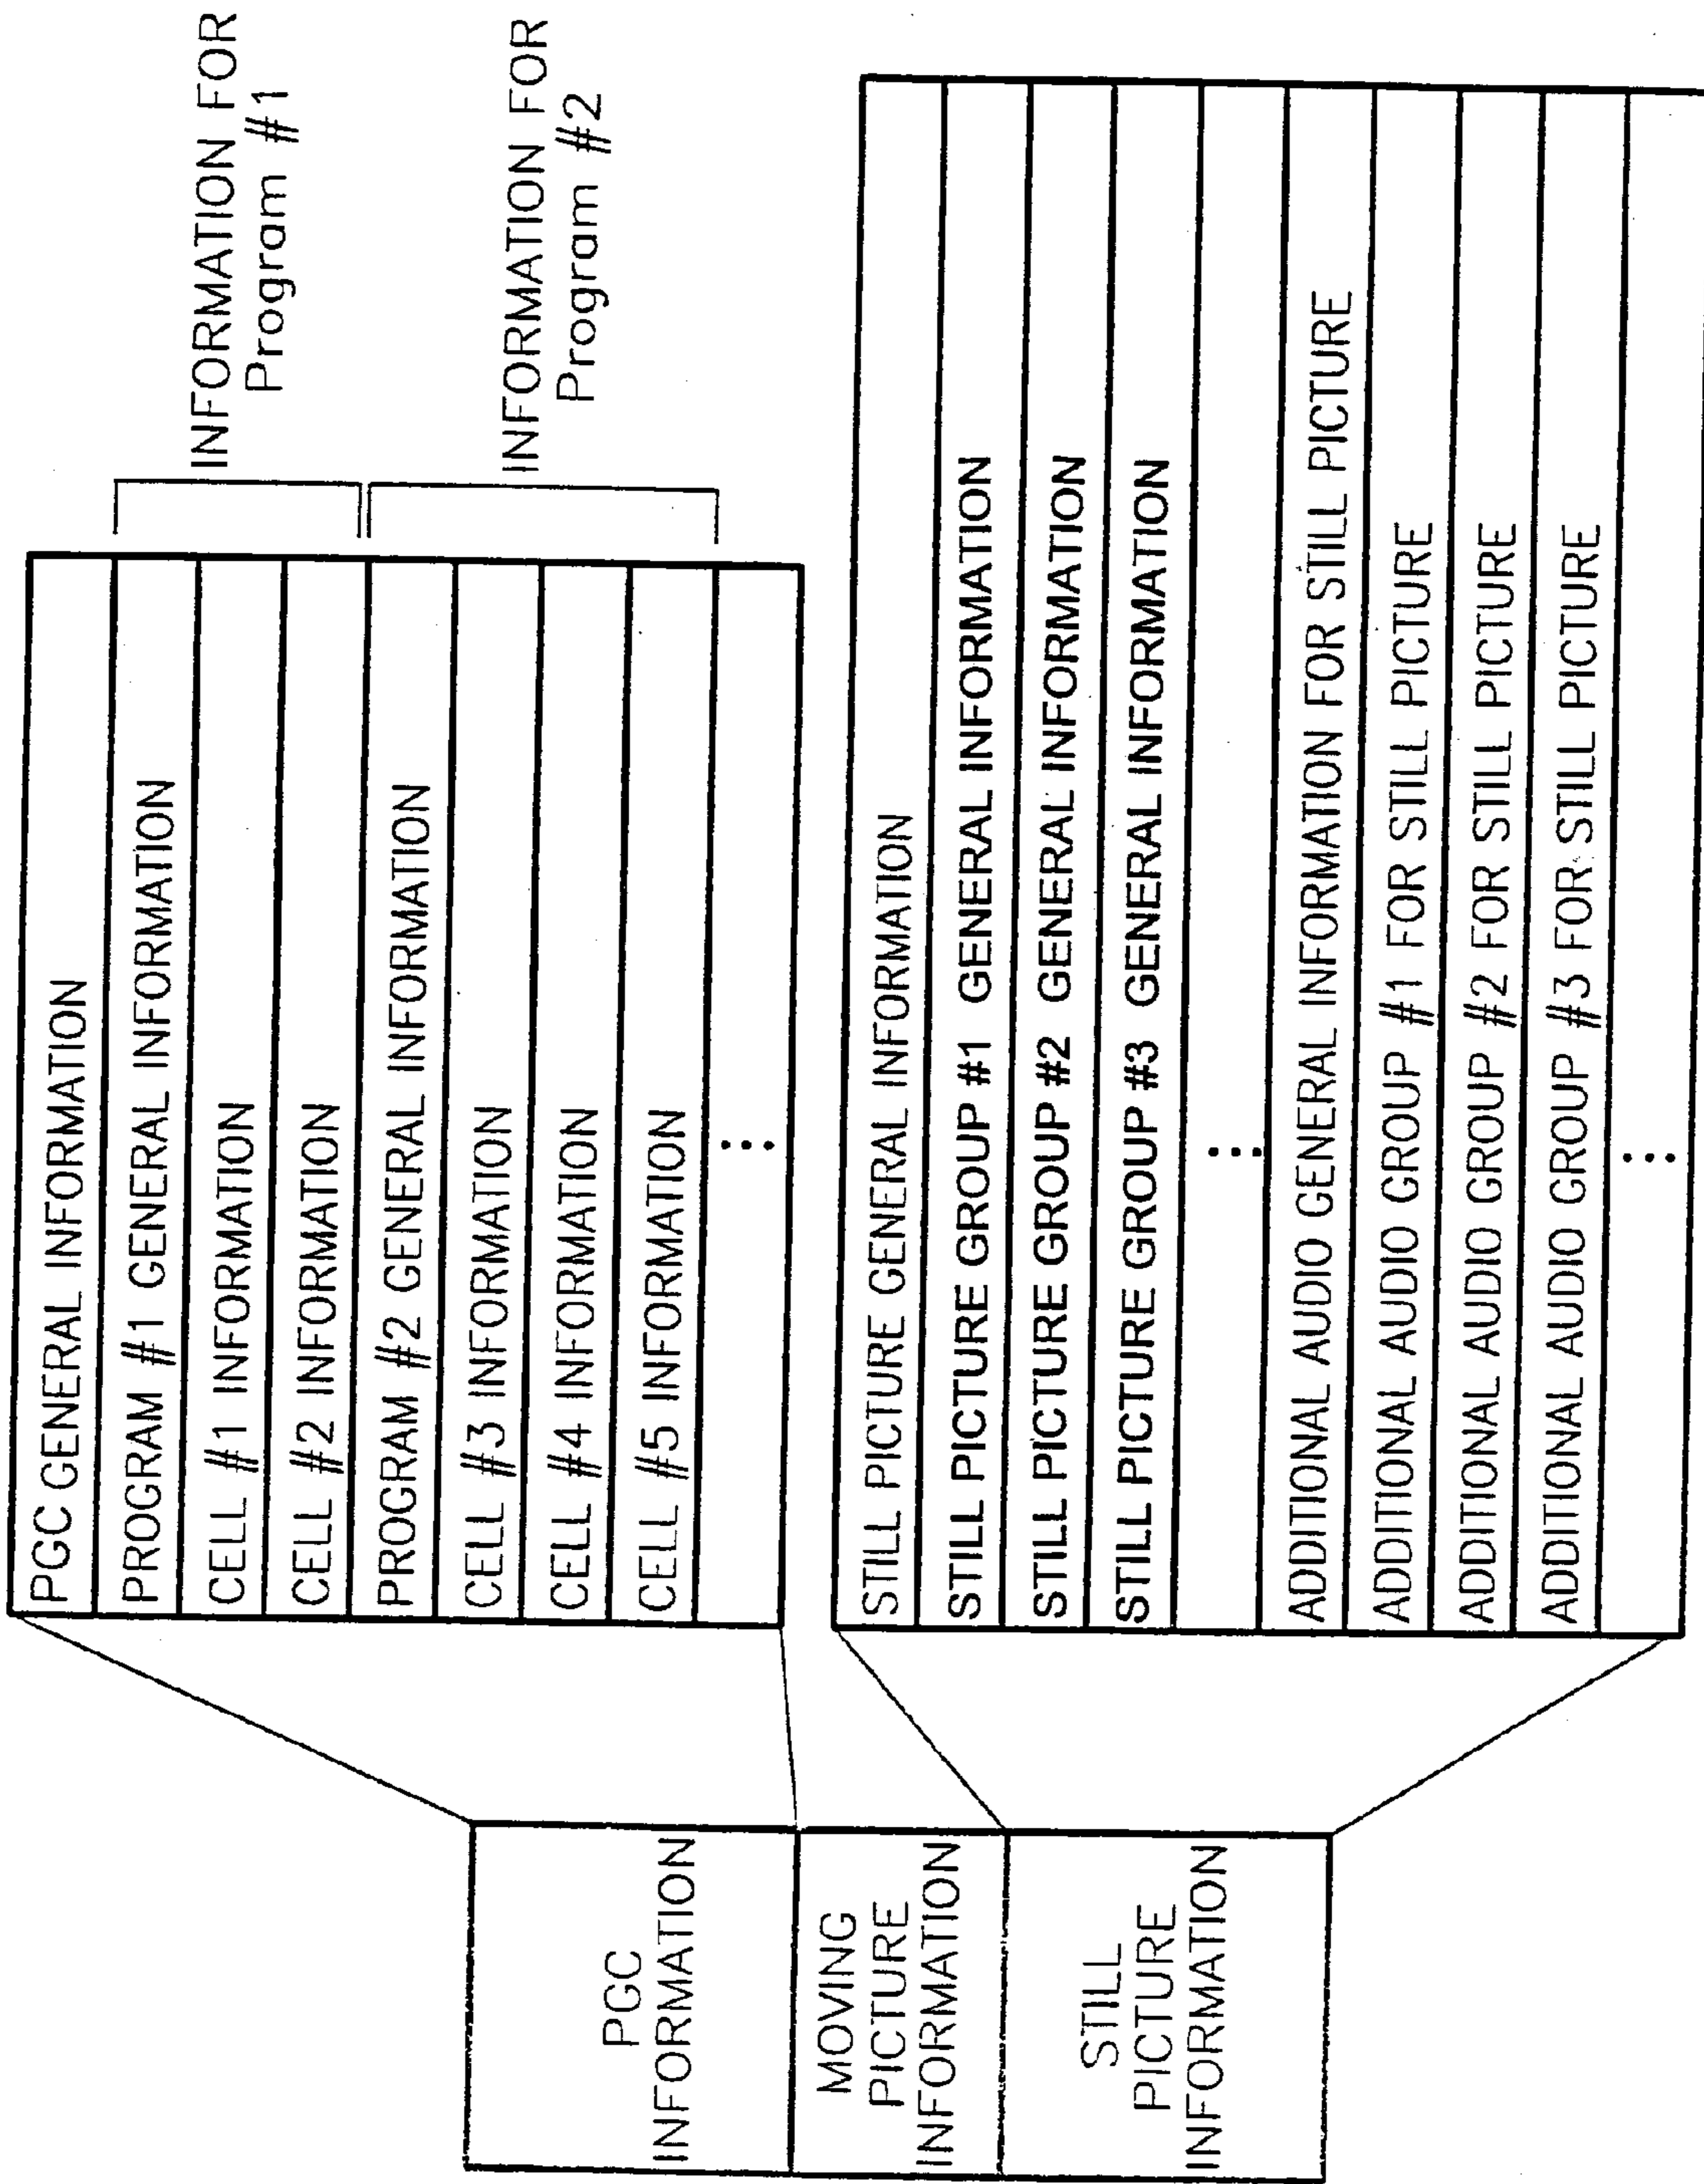 PGC
INFORMATION
MOVING
PICTURE
INFORMATION
STILL
PICTURE
INFORMATION
PGC GENERAL INFORMATION
PROGRAM #1 GENERAL INFORMATION
CELL #1 INFORMATION
CELL #2 INFORMATION
PROGRAM #2 GENERAL INFORMATION
CELL #3 INFORMATION
CELL #4 INFORMATION
CELL #5 INFORMATION
...
INFORMATION FOR
Program #1
INFORMATION FOR
Program #2
STILL PICTURE GENERAL INFORMATION
STILL PICTURE GROUP #1 GENERAL INFORMATION
STILL PICTURE GROUP #2 GENERAL INFORMATION
STILL PICTURE GROUP #3 GENERAL INFORMATION
...
ADDITIONAL AUDIO GENERAL INFORMATION FOR STILL PICTURE
ADDITIONAL AUDIO GROUP #1 FOR STILL PICTURE
ADDITIONAL AUDIO GROUP #2 FOR STILL PICTURE
ADDITIONAL AUDIO GROUP #3 FOR STILL PICTURE
...